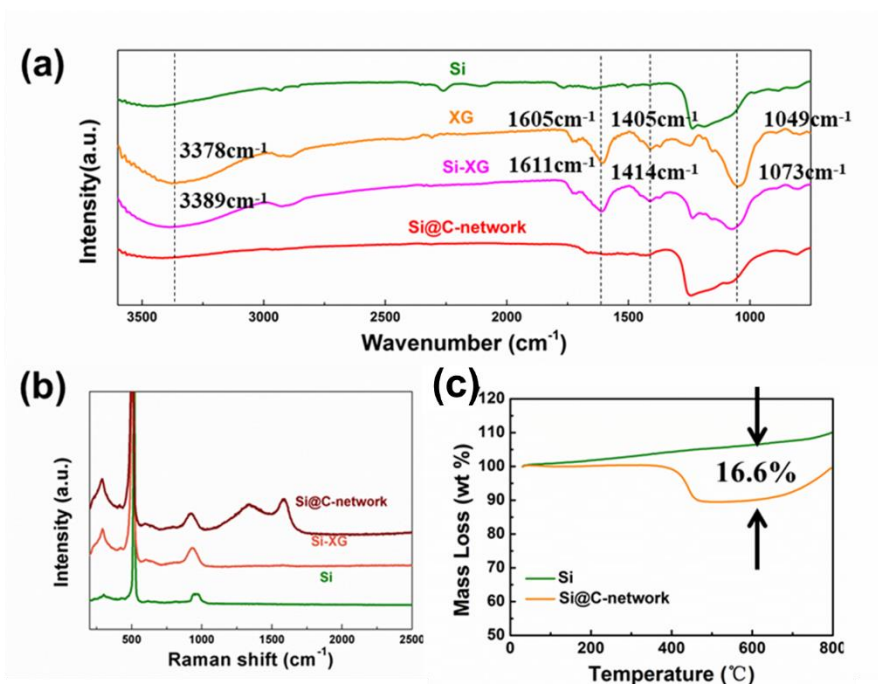 (a)
Si
XG
1605cm-1
1405cm-1
1049cm-1
3378cm-1
Si-XG
1611cm-1
1414cm-1
1073cm-1
3389cm-1
Si@C-network
Intensity(a.u.)
3500
3000
2500
2000
1500
1000
Wavenumber (cm-1)
(b)
Si@C-network
Si-XG
Si
Intensity (a.u.)
500
1000
1500
2000
2500
Raman shift (cm-1)
(c)
120
110
100
90
80
70
60
50
16.6%
Si
Si@C-network
Mass Loss (wt %)
0
200
400
600
800
Temperature (℃)